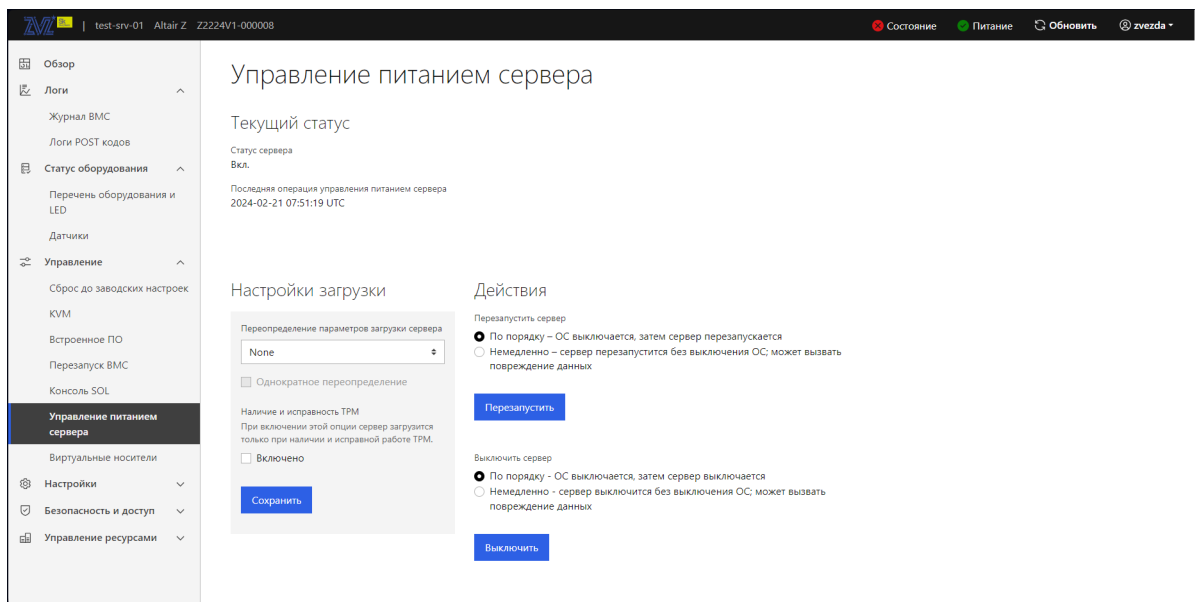 ZVZ
| test-srv-01 Altair Z Z2224V1-000008
Состояние
Питание
Обновить
zvezda
Обзор
Логи
Журнал BMC
Логи POST кодов
Статус оборудования
Перечень оборудования и
LED
Датчики
Управление
Сброс до заводских настроек
KVM
Встроенное ПО
Перезапуск BMC
Консоль SOL
Управление питанием
сервера
Виртуальные носители
Настройки
Безопасность и доступ
Управление ресурсами
Управление питанием сервера
Текущий статус
Статус сервера
Вкл.
Последняя операция управления питанием сервера
2024-02-21 07:51:19 UTC
Настройки загрузки
Переопределение параметров загрузки сервера
None
Однократное переопределение
Наличие и исправность TPM
При включении этой опции сервер загрузится
только при наличии и исправной работе TPM.
Включено
Сохранить
Действия
Перезапустить сервер
По порядку – ОС выключается, затем сервер перезапускается
Немедленно – сервер перезапустится без выключения ОС; может вызвать
повреждение данных
Перезапустить
Выключить сервер
По порядку - ОС выключается, затем сервер выключается
Немедленно - сервер выключится без выключения ОС; может вызвать
повреждение данных
Выключить